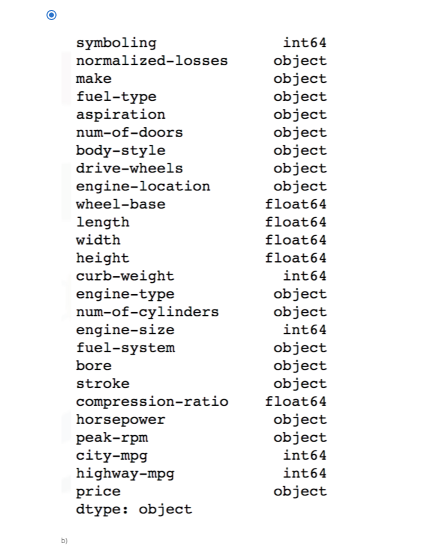 symboling int64
normalized-losses object
make object
fuel-type object
aspiration object
num-of-doors object
body-style object
drive-wheels object
engine-location object
wheel-base float64
length float64
width float64
height float64
curb-weight int64
engine-type object
num-of-cylinders object
engine-size int64
fuel-system object
bore object
stroke object
compression-ratio float64
horsepower object
peak-rpm object
city-mpg int64
highway-mpg int64
price object
dtype: object
b)